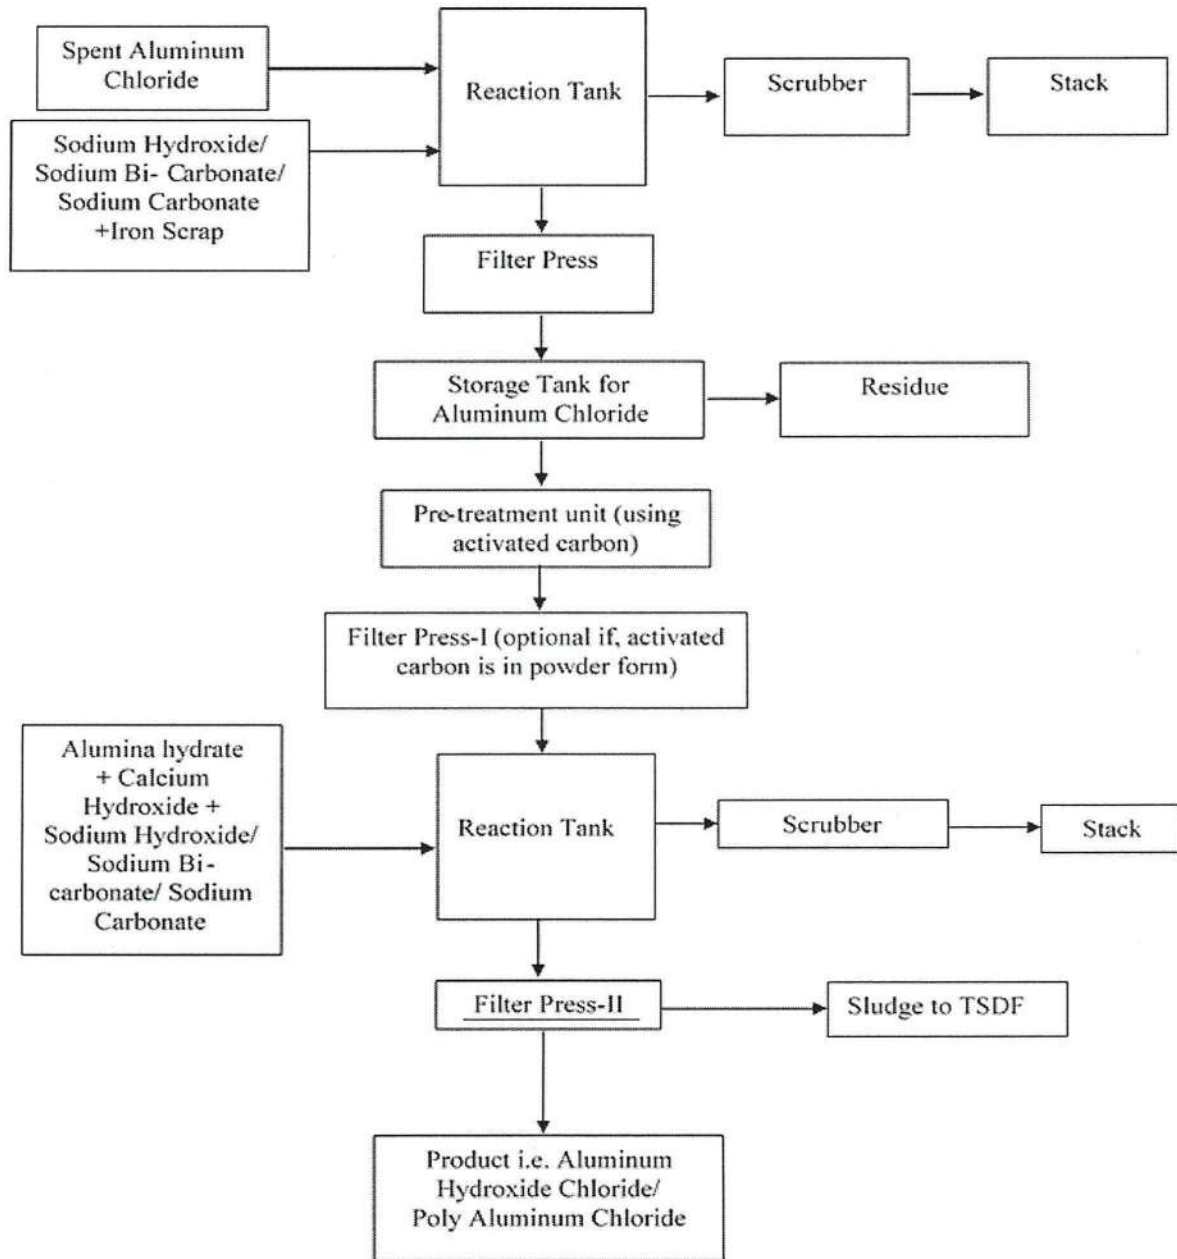 Spent Aluminum
Chloride
Reaction Tank
Scrubber
Stack
Sodium Hydroxide/
Sodium Bi- Carbonate/
Sodium Carbonate
+Iron Scrap
Filter Press
Storage Tank for
Aluminum Chloride
Residue
Pre-treatment unit (using
activated carbon)
Filter Press-I (optional if, activated
carbon is in powder form)
Alumina hydrate
+ Calcium
Hydroxide +
Sodium Hydroxide/
Sodium Bi-
carbonate/ Sodium
Carbonate
Reaction Tank
Scrubber
Stack
Filter Press-II
Sludge to TSDF
Product i.e. Aluminum
Hydroxide Chloride/
Poly Aluminum Chloride